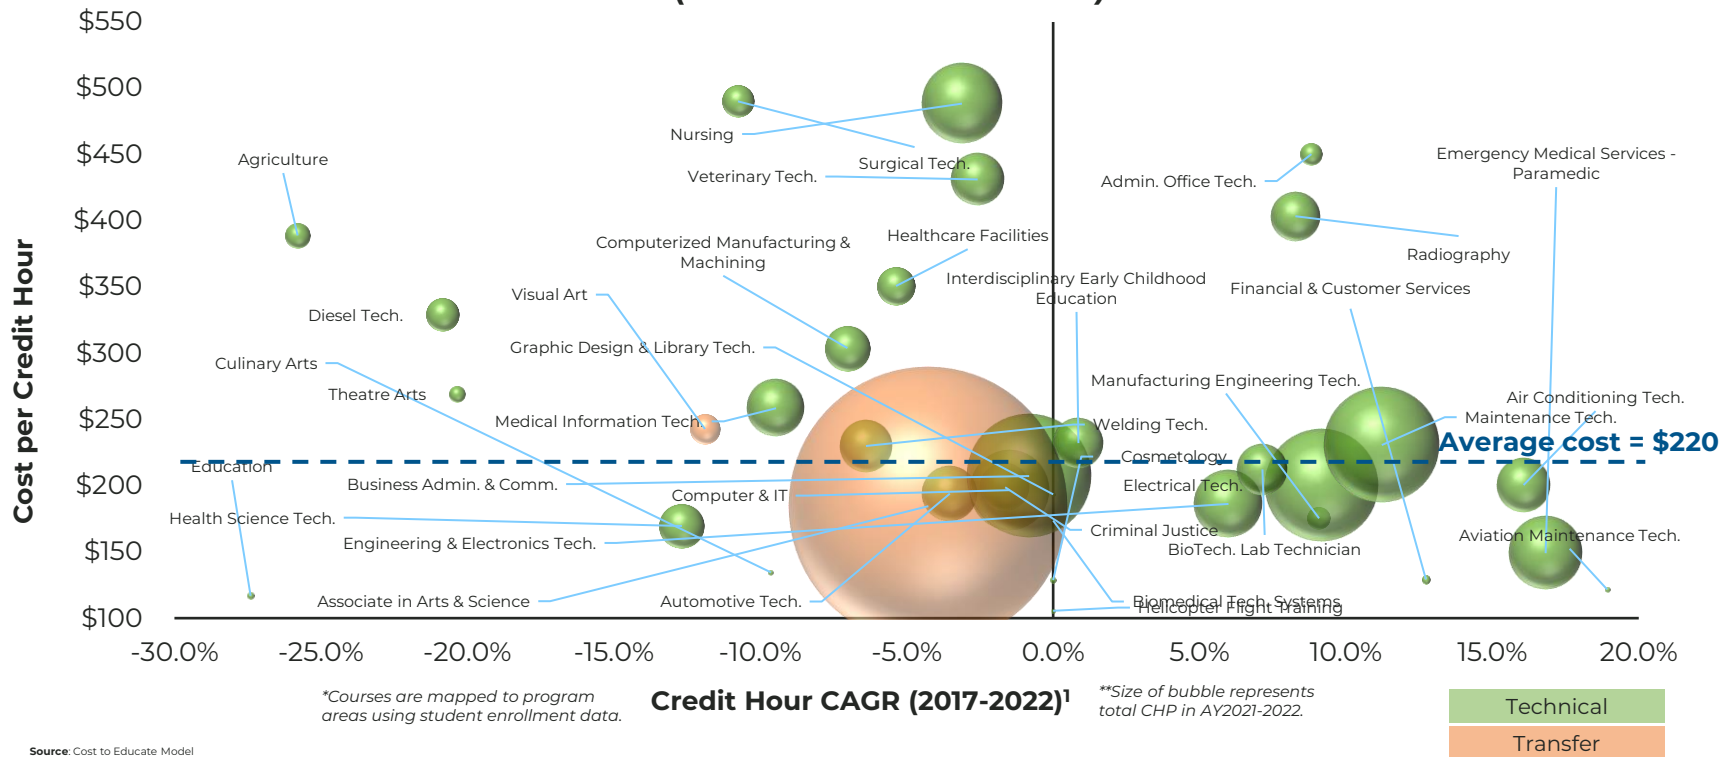 $550
$500
$450
$400
$350
$300
$250
$200
$150
$100
Cost per Credit Hour
Nursing
Surgical Tech.
Agriculture
Veterinary Tech.
Admin. Office Tech.
Emergency Medical Services -
Paramedic
Computerized Manufacturing &
Machining
Healthcare Facilities
Radiography
Visual Art
Interdisciplinary Early Childhood
Education
Financial & Customer Services
Diesel Tech.
Graphic Design & Library Tech.
Culinary Arts
Theatre Arts
Manufacturing Engineering Tech.
Air Conditioning Tech.
Medical Information Tech.
Welding Tech.
Maintenance Tech.
Average cost = $220
Education
Cosmetology
Business Admin. & Comm.
Computer & IT
Electrical Tech.
Health Science Tech.
Engineering & Electronics Tech.
Criminal Justice
BioTech. Lab Technician
Aviation Maintenance Tech.
Associate in Arts & Science
Automotive Tech.
Biomedical Tech. Systems
Helicopter Flight Training
-30.0%
-25.0%
-20.0%
-15.0%
-10.0%
-5.0%
0.0%
5.0%
10.0%
15.0%
20.0%
*Courses are mapped to program
areas using student enrollment data.
Credit Hour CAGR (2017-2022)¹
**Size of bubble represents
total CHP in AY2021-2022.
Technical
Transfer
Source: Cost to Educate Model